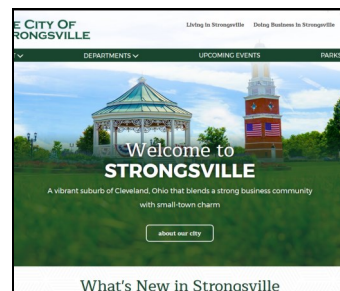 E CITY OF
RONGSVILLE
Living in Strongsville Doing Business in Strongsville
DEPARTMENTS UPCOMING EVENTS PARKS
Welcome to
STRONGSVILLE
A vibrant suburb of Cleveland, Ohio that blends a strong business community
with small-town charm
about our city
What's New in Strongsville